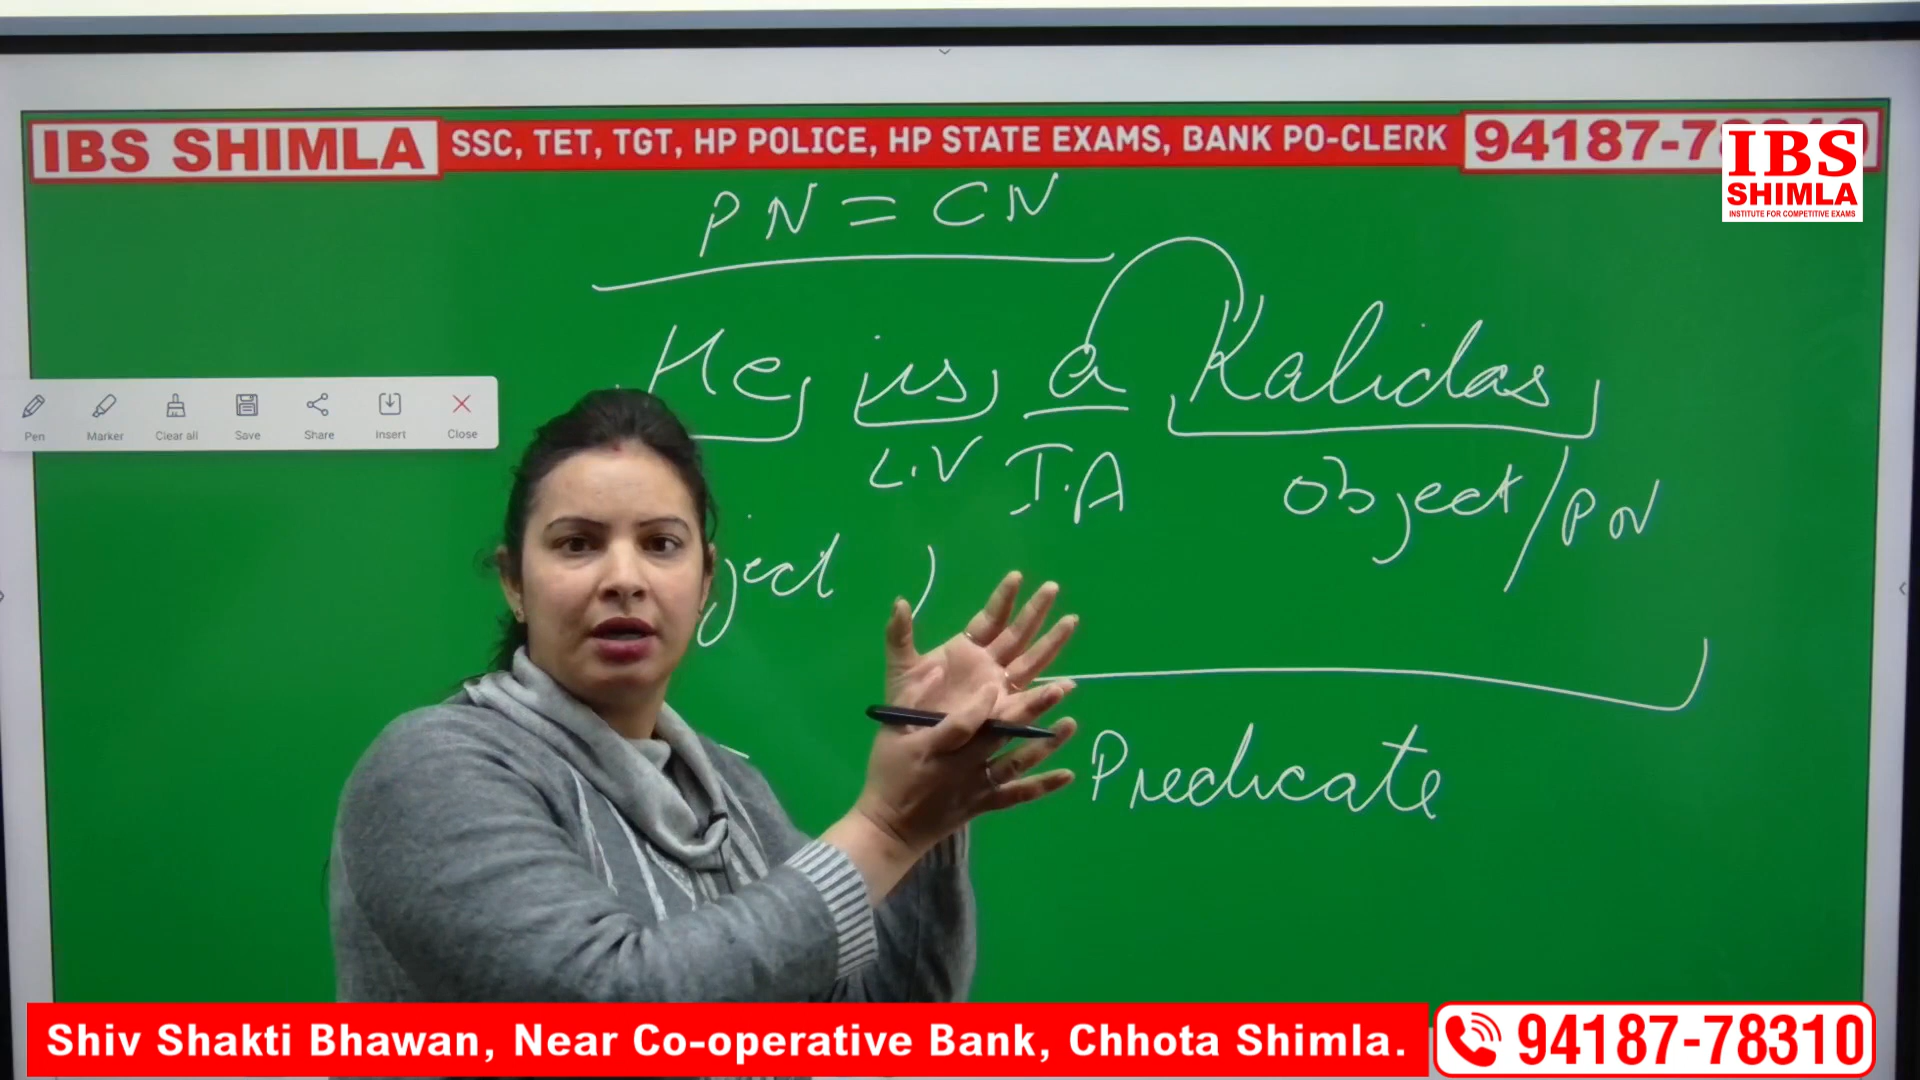 IBS SHIMLA SSC, TET, TGT, HP POLICE, HP STATE EXAMS, BANK PO-CLERK 94187-78310
IBS
SHIMLA
INSTITUTE FOR COMPETITIVE EXAMS
PN = CN
He is a Kalidas
L.V I.A object/PN
ject
Predicate
Pen Marker Clear all Save Share Insert Close
Shiv Shakti Bhawan, Near Co-operative Bank, Chhota Shimla. 94187-78310